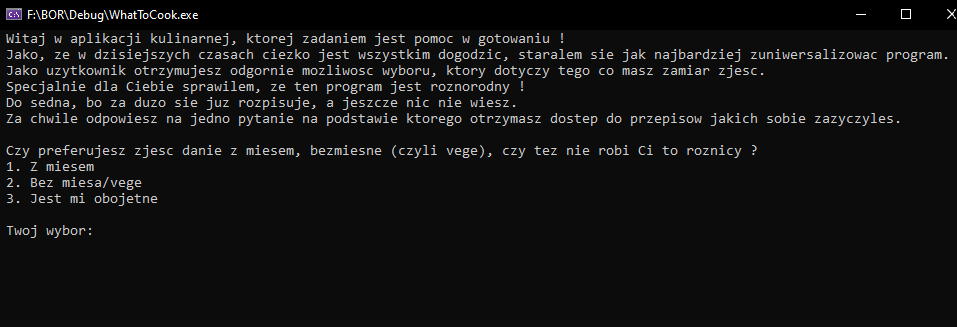 F:\BOR\Debug\WhatToCook.exe
Witaj w aplikacji kulinarnej, ktorej zadaniem jest pomoc w gotowaniu !
Jako, ze w dzisiejszych czasach ciezko jest wszystkim dogodzic, staralem sie jak najbardziej zuniwersalizowac program.
Jako uzytkownik otrzymujesz odgornie mozliwosc wyboru, ktory dotyczy tego co masz zamiar zjesc.
Specjalnie dla Ciebie sprawilem, ze ten program jest roznorodny !
Do sedna, bo za duzo sie juz rozpisuje, a jeszcze nic nie wiesz.
Za chwile odpowiesz na jedno pytanie na podstawie ktorego otrzymasz dostep do przepisow jakich sobie zazyczyles.
Czy preferujesz zjesc danie z miesem, bezmiesne (czyli vege), czy tez nie robi Ci to roznicy ?
1. Z miesem
2. Bez miesa/vege
3. Jest mi obojetne
Twoj wybor: